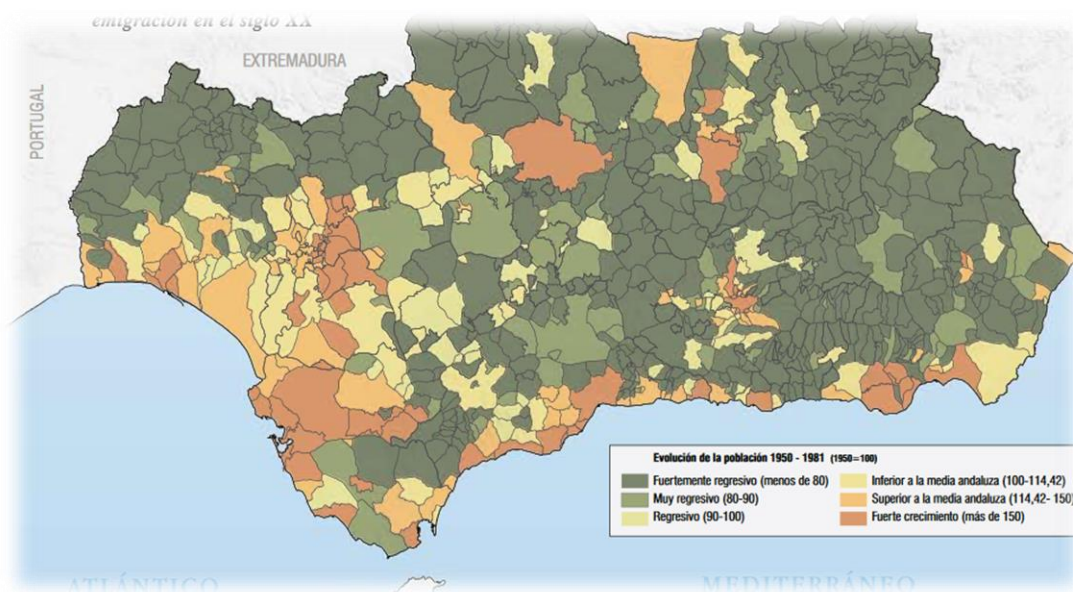 emigración en el siglo XX
EXTREMADURA
PORTUGAL
Evolución de la población 1950 - 1981 (1950=100)
Fuertemente regresivo (menos de 80)
Muy regresivo (80-90)
Regresivo (90-100)
Inferior a la media andaluza (100-114,42)
Superior a la media andaluza (114,42- 150)
Fuerte crecimiento (más de 150)
ATLÁNTICO
MEDITERRÁNEO